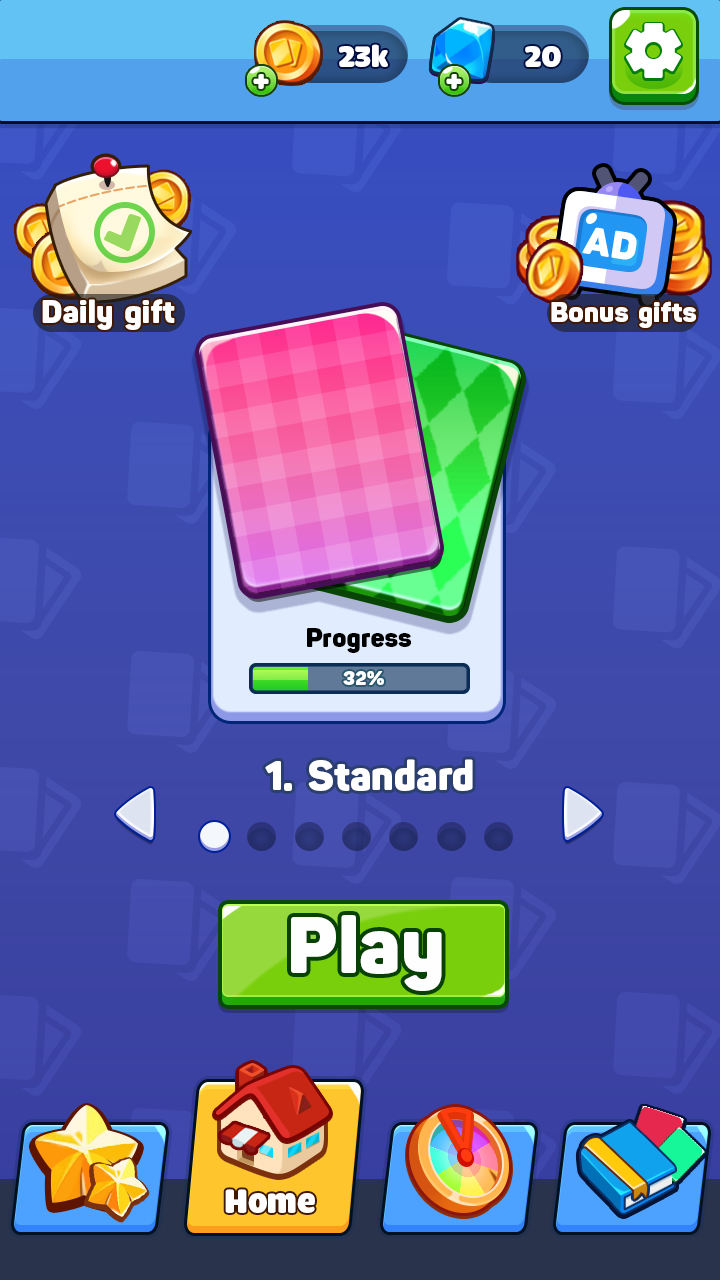 23k
20
Daily gift
AD
Bonus gifts
Progress
32%
1. Standard
Play
Home